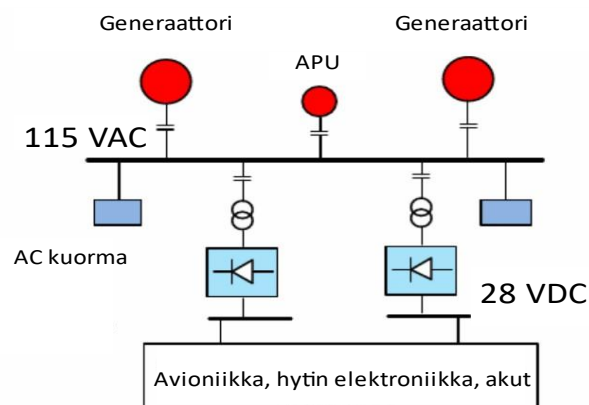 Generaattori
Generaattori
APU
115 VAC
AC kuorma
28 VDC
Avioniikka, hytin elektroniikka, akut